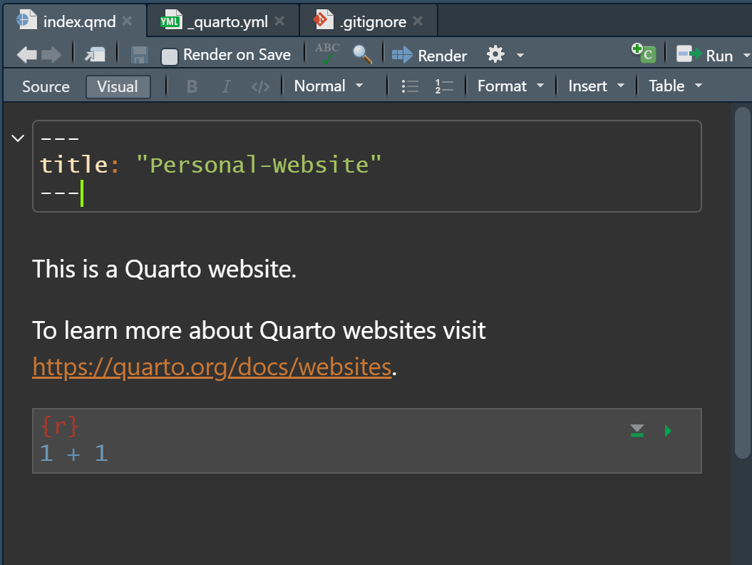 index.qmd
_quarto.yml
.gitignore
Render on Save
ABC
Render
Run
Source Visual B I </> Normal Format Insert Table
---
title: "Personal-Website"
---
This is a Quarto website.
To learn more about Quarto websites visit
https://quarto.org/docs/websites.
{r}
1 + 1